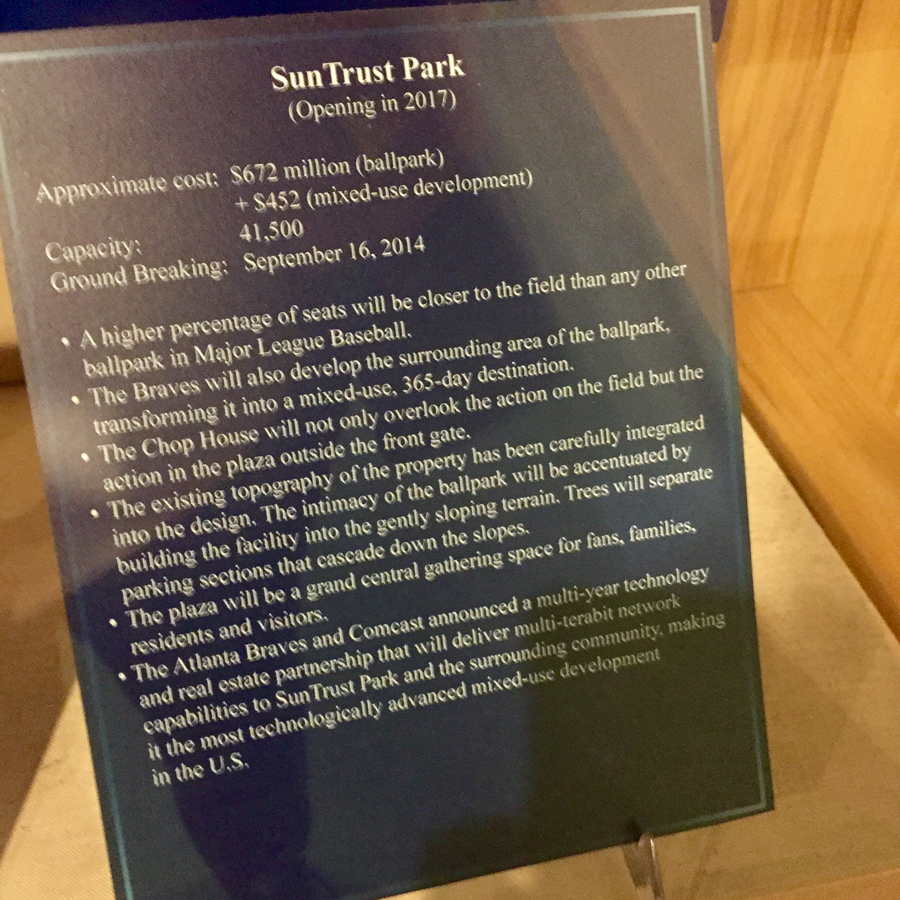 SunTrust Park
(Opening in 2017)
Approximate cost: $672 million (ballpark)
+ $452 (mixed-use development)
Capacity: 41,500
Ground Breaking: September 16, 2014
• A higher percentage of seats will be closer to the field than any other
ballpark in Major League Baseball.
• The Braves will also develop the surrounding area of the ballpark,
transforming it into a mixed-use, 365-day destination.
• The Chop House will not only overlook the action on the field but the
action in the plaza outside the front gate.
• The existing topography of the property has been carefully integrated
into the design. The intimacy of the ballpark will be accentuated by
building the facility into the gently sloping terrain. Trees will separate
parking sections that cascade down the slopes.
• The plaza will be a grand central gathering space for fans, families,
residents and visitors.
• The Atlanta Braves and Comcast announced a multi-year technology
and real estate partnership that will deliver multi-terabit network
capabilities to SunTrust Park and the surrounding community, making
it the most technologically advanced mixed-use development
in the U.S.